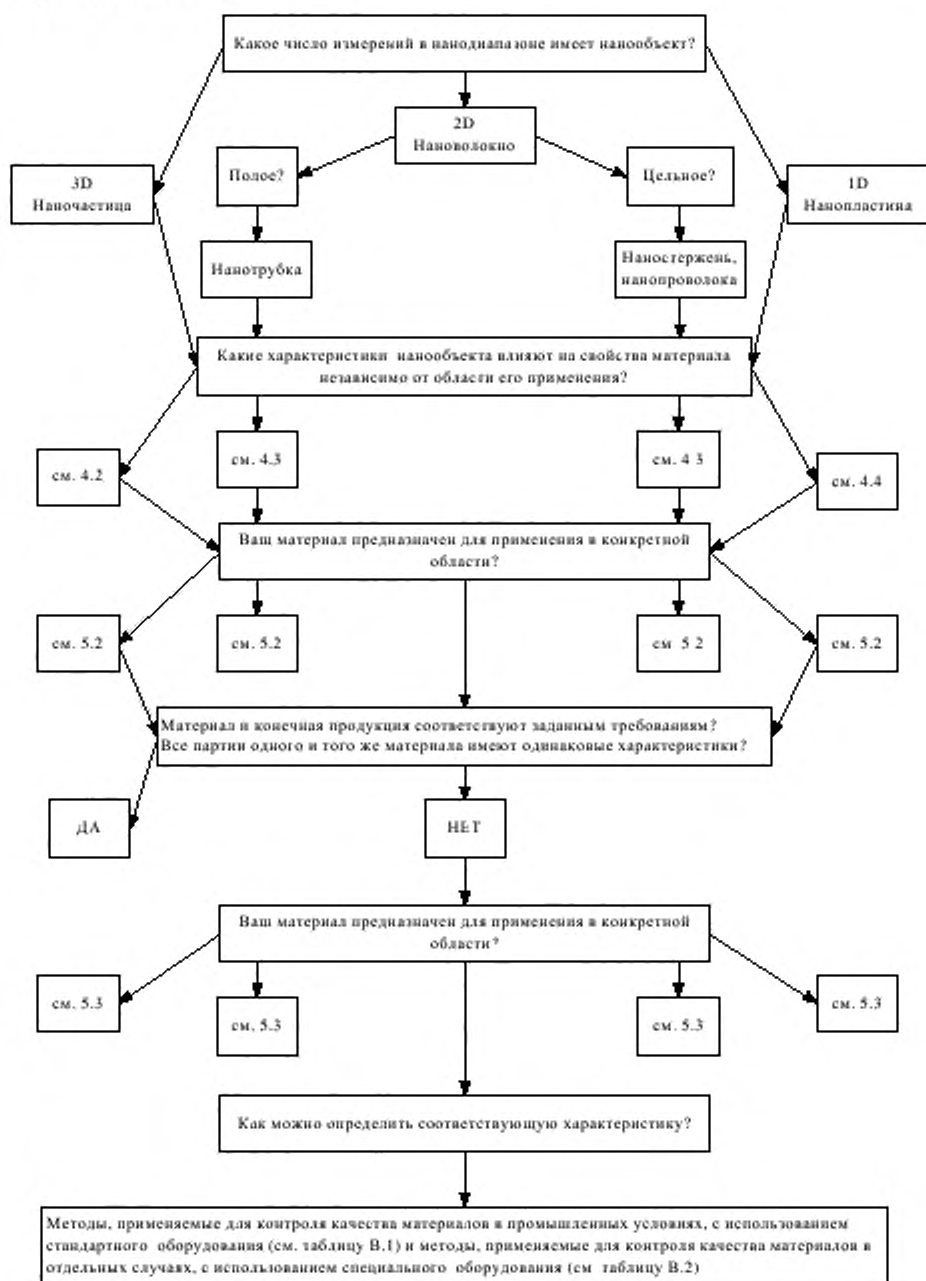 Какое число измерений в нанодиапазоне имеет нанообъект?
2D
Нановолокно
Полое?
Цельное?
3D
Наночастица
1D
Нанопластина
Нанотрубка
Наностержень,
нанопроволока
Какие характеристики нанообъекта влияют на свойства материала
независимо от области его применения?
см. 4.2
см. 4.3
см. 4 3
см. 4.4
Ваш материал предназначен для применения в конкретной
области?
см. 5.2
см. 5.2
см 5 2
см. 5.2
Материал и конечная продукция соответствуют заданным требованиям?
Все партии одного и того же материала имеют одинаковые характеристики?
ДА
НЕТ
Ваш материал предназначен для применения в конкретной
области?
см. 5.3
см. 5.3
см. 5.3
см. 5.3
Как можно определить соответствующую характеристику?
Методы, применяемые для контроля качества материалов в промышленных условиях, с использованием
стандартного оборудования (см. таблицу В.1) и методы, применяемые для контроля качества материалов в
отдельных случаях, с использованием специального оборудования (см таблицу В.2)